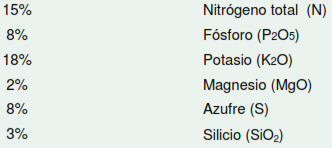 15% Nitrógeno total (N)
8% Fósforo (P2O5)
18% Potasio (K2O)
2% Magnesio (MgO)
8% Azufre (S)
3% Silicio (SiO₂)